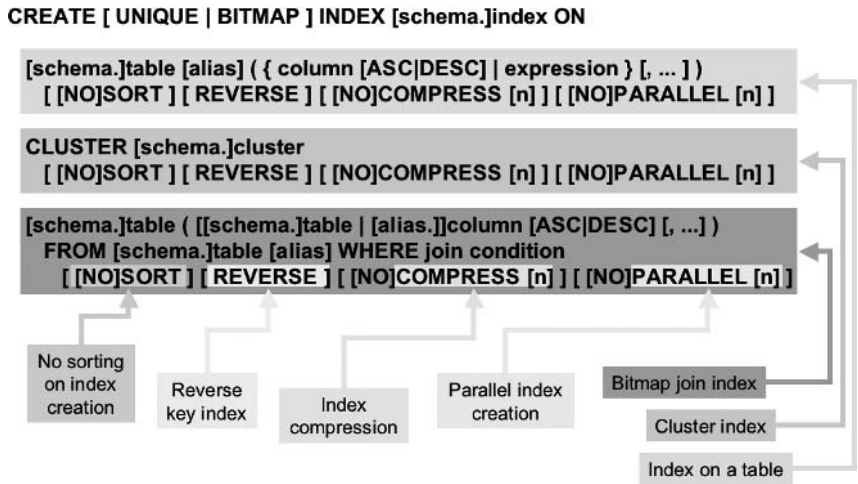 CREATE [ UNIQUE | BITMAP ] INDEX [schema.]index ON
[schema.]table [alias] ( { column [ASC|DESC] | expression } [, ... ] )
[ [NO]SORT ] [ REVERSE ] [ [NO]COMPRESS [n] ] [ [NO]PARALLEL [n] ]
CLUSTER [schema.]cluster
[ [NO]SORT ] [ REVERSE ] [ [NO]COMPRESS [n] ] [ [NO]PARALLEL [n] ]
[schema.]table ( [[schema.]table | [alias.]]column [ASC|DESC] [, ...] )
FROM [schema.]table [alias] WHERE join condition
[ [NO]SORT ] [ REVERSE ] [ [NO]COMPRESS [n] ] [ [NO]PARALLEL [n] ]
No sorting
on index
creation
Reverse
key index
Index
compression
Parallel index
creation
Bitmap join index
Cluster index
Index on a table